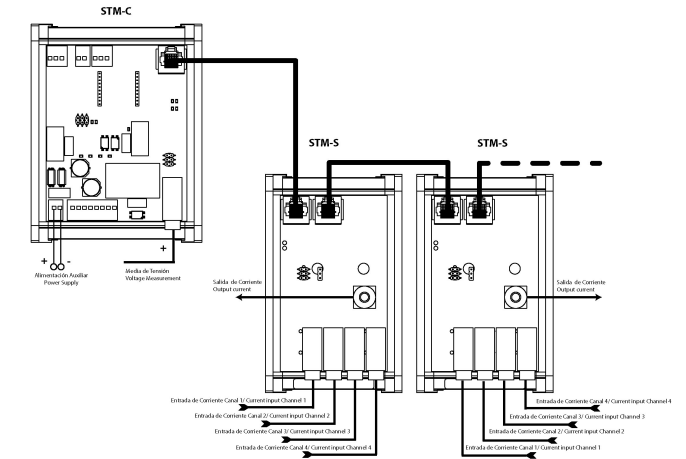 STM-C
STM-S
STM-S
+
+ -
Alimentación Auxiliar
Power Supply
Media de Tensión
Voltage Measurement
Salida de Corriente
Output current
Salida de Corriente
Output current
Entrada de Corriente Canal 1/ Current input Channel 1
Entrada de Corriente Canal 2/ Current input Channel 2
Entrada de Corriente Canal 3/ Current input Channel 3
Entrada de Corriente Canal 4/ Current input Channel 4
Entrada de Corriente Canal 4/ Current input Channel 4
Entrada de Corriente Canal 3/ Current input Channel 3
Entrada de Corriente Canal 2/ Current input Channel 2
Entrada de Corriente Canal 1/ Current input Channel 1